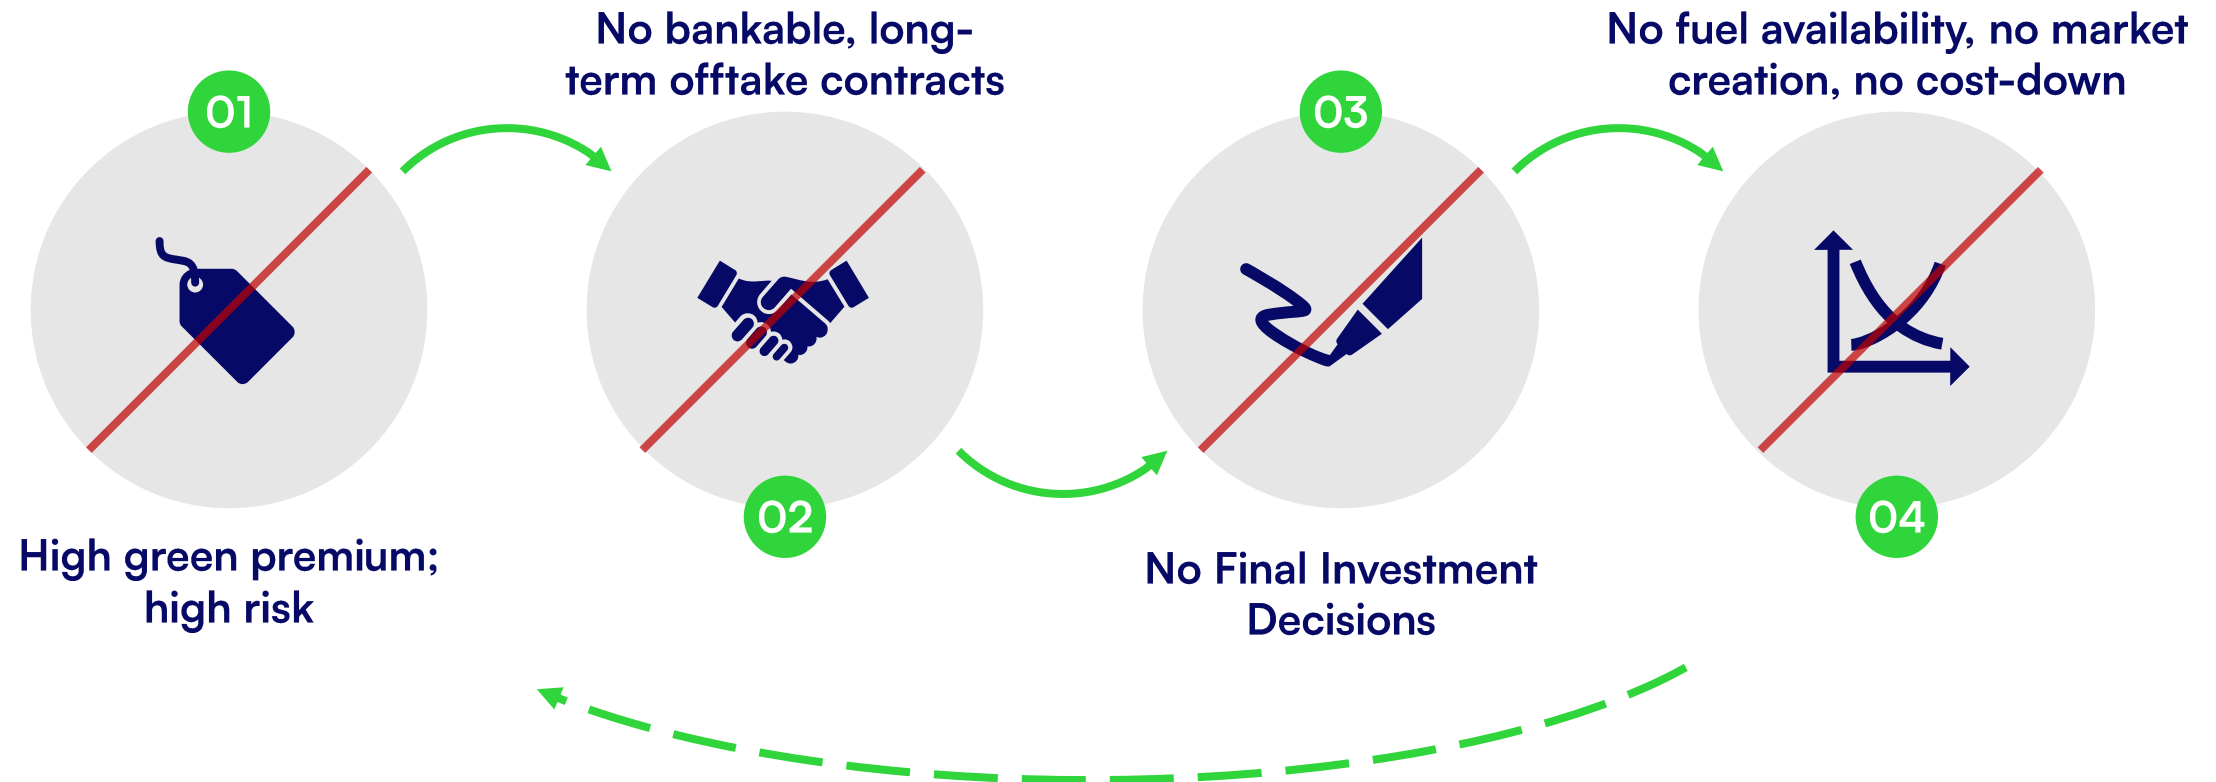 01
High green premium;
high risk
No bankable, long-
term offtake contracts
02
03
No Final Investment
Decisions
No fuel availability, no market
creation, no cost-down
04